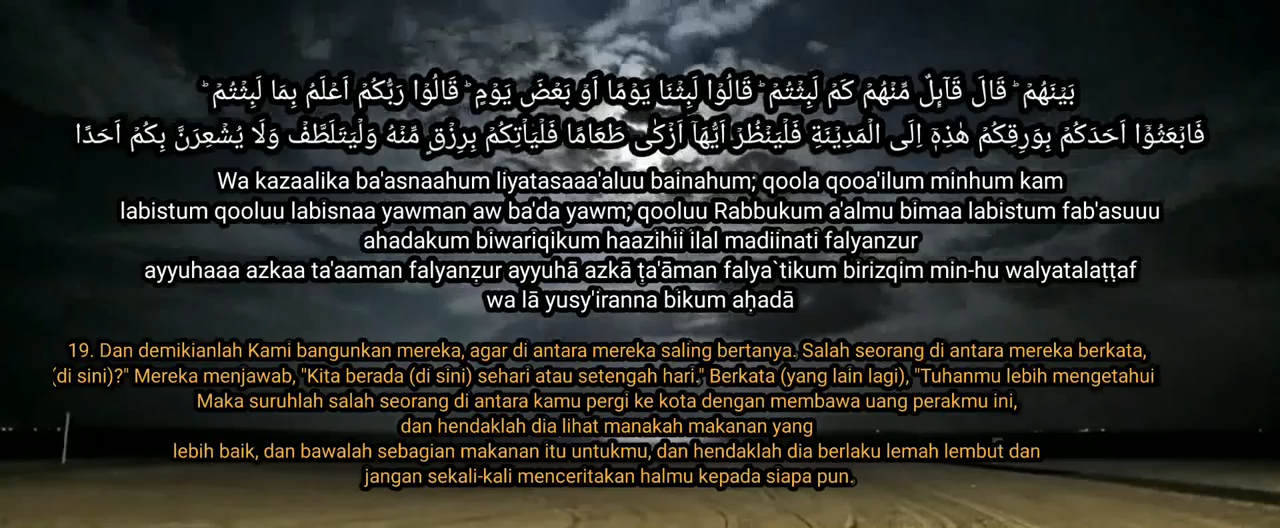 بَيْنَهُمْ ۗ قَالَ قَآىِٕلٌ مِّنْهُمْ كَمْ لَبِثْتُمْ ۗ قَالُوْا لَبِثْنَا يَوْمًا اَوْ بَعْضَ يَوْمٍ ۗ قَالُوْا رَبُّكُمْ اَعْلَمُ بِمَا لَبِثْتُمْ ۗ
فَابْعَثُوْٓا اَحَدَكُمْ بِوَرِقِكُمْ هٰذِهٖٓ اِلَى الْمَدِيْنَةِ فَلْيَنْظُرْ اَيُّهَآ اَزْكٰى طَعَامًا فَلْيَأْتِكُمْ بِرِزْقٍ مِّنْهُ وَلْيَتَلَطَّفْ وَلَا يُشْعِرَنَّ بِكُمْ اَحَدًا
Wa kazaalika ba'asnaahum liyatasaaa'aluu bainahum; qoola qooa'ilum minhum kam
labistum qooluu labisnaa yawman aw ba'da yawm; qooluu Rabbukum a'almu bimaa labistum fab'asuuu
ahadakum biwariqikum haazihii ilal madiinati falyanzur
ayyuhaaa azkaa ta'aaman falyanẓur ayyuhā azkā ṭa'āman falya`tikum birizqim min-hu walyatalaṭṭaf
wa lā yusy'iranna bikum aḥadā
19. Dan demikianlah Kami bangunkan mereka, agar di antara mereka saling bertanya. Salah seorang di antara mereka berkata,
(di sini)?" Mereka menjawab, "Kita berada (di sini) sehari atau setengah hari." Berkata (yang lain lagi), "Tuhanmu lebih mengetahui
Maka suruhlah salah seorang di antara kamu pergi ke kota dengan membawa uang perakmu ini,
dan hendaklah dia lihat manakah makanan yang
lebih baik, dan bawalah sebagian makanan itu untukmu, dan hendaklah dia berlaku lemah lembut dan
jangan sekali-kali menceritakan halmu kepada siapa pun.